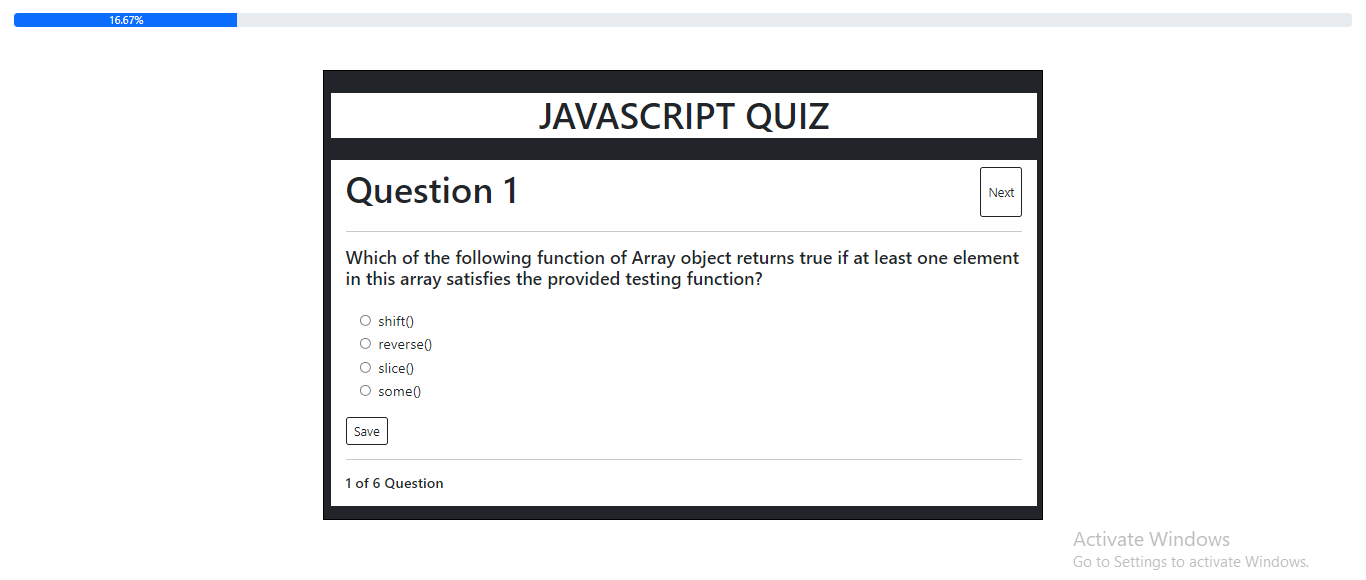 16.67%
JAVASCRIPT QUIZ
Question 1
Next
Which of the following function of Array object returns true if at least one element
in this array satisfies the provided testing function?
shift()
reverse()
slice()
some()
Save
1 of 6 Question
Activate Windows
Go to Settings to activate Windows.